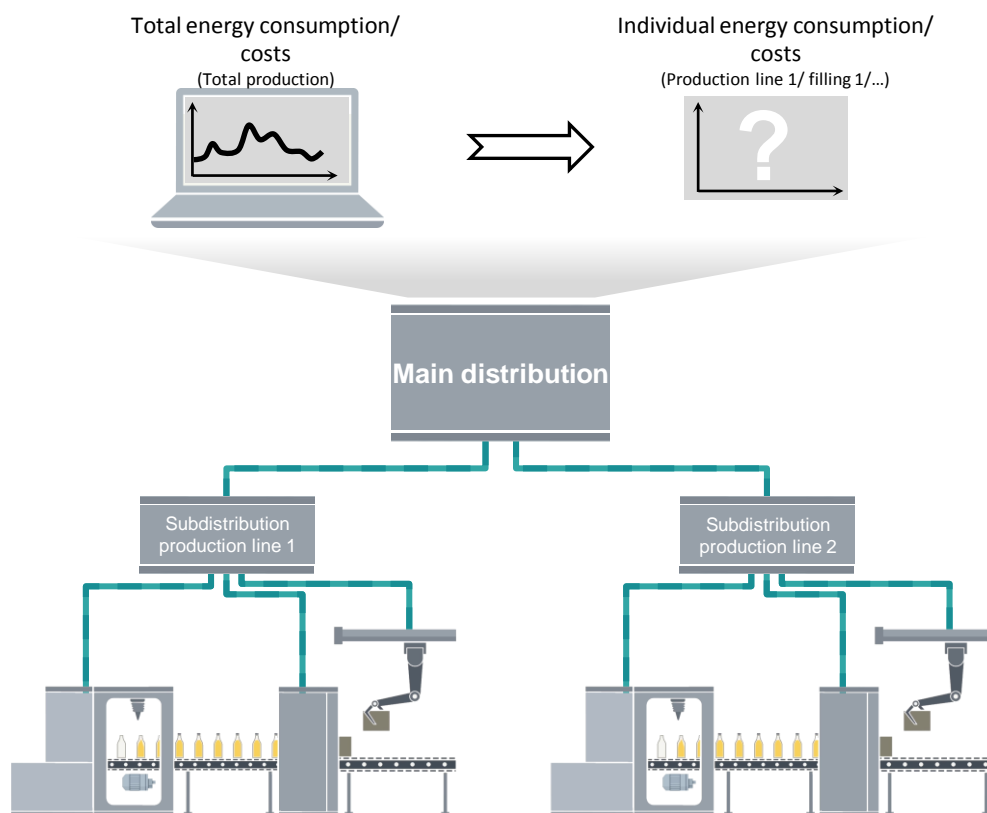 Total energy consumption/
costs
(Total production)
Individual energy consumption/
costs
(Production line 1/ filling 1/...)
?
Main distribution
Subdistribution
production line 1
Subdistribution
production line 2